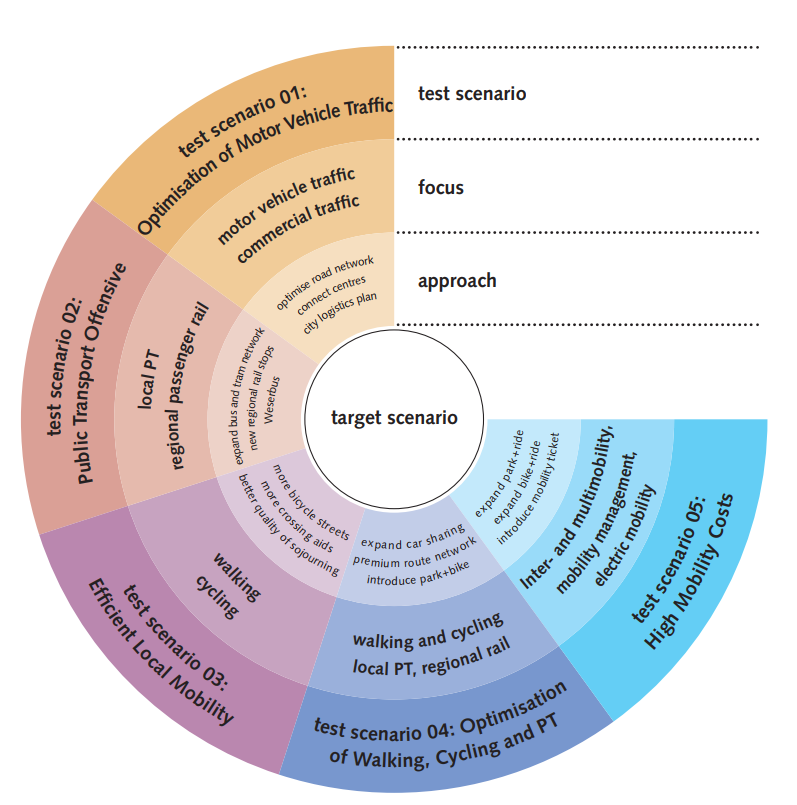 test scenario
focus
approach
target scenario
test scenario 01:
Optimisation of Motor Vehicle Traffic
motor vehicle traffic
commercial traffic
optimise road network
connect centres
city logistics plan
test scenario 02:
Public Transport Offensive
local PT
regional passenger rail
expand bus and tram network
new regional rail stops
Weserbus
test scenario 03:
Efficient Local Mobility
walking
cycling
more bicycle streets
more crossing aids
better quality of sojourning
test scenario 04: Optimisation
of Walking, Cycling and PT
walking and cycling
local PT, regional rail
expand car sharing
premium route network
introduce park+bike
test scenario 05:
High Mobility Costs
Inter- and multimobility,
mobility management,
electric mobility
expand park+ride
expand bike+ride
introduce mobility ticket